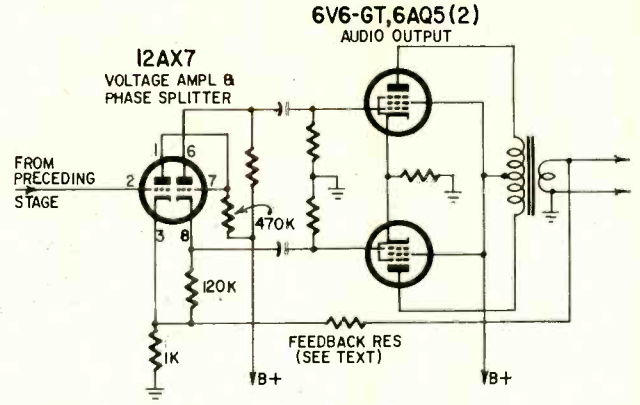 6V6-GT, 6AQ5(2)
AUDIO OUTPUT
12AX7
VOLTAGE AMPL &
PHASE SPLITTER
1
6
FROM
PRECEDING
STAGE
2
7
3
8
470K
120K
1K
FEEDBACK RES
(SEE TEXT)
B+
B+